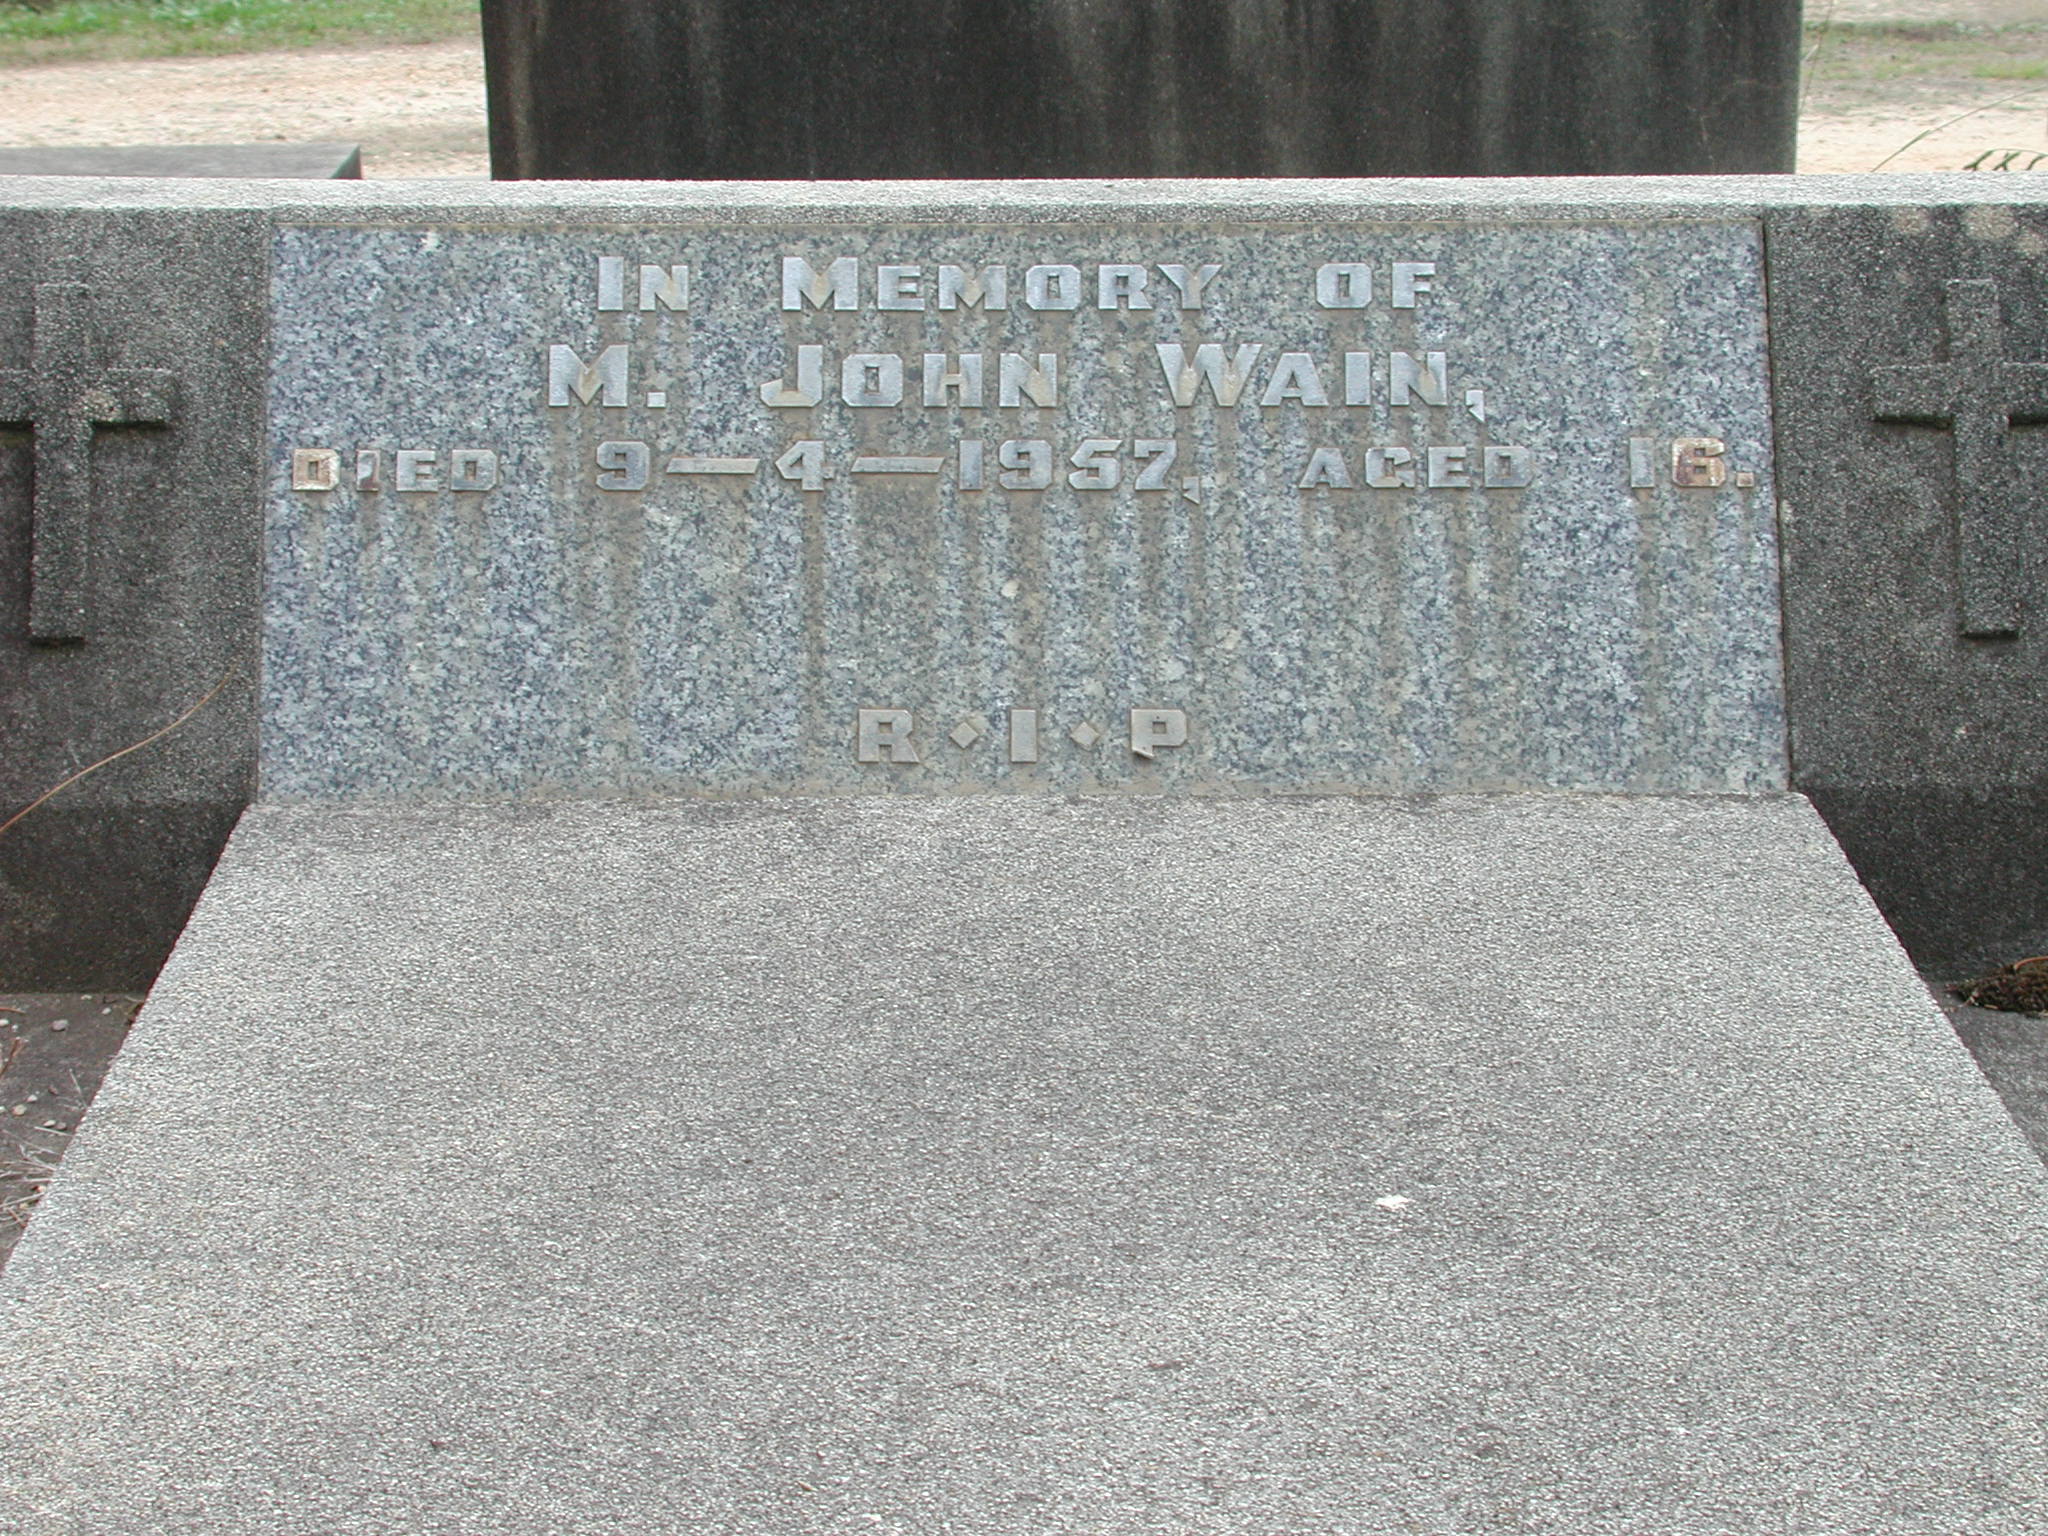 In Memory of
M. John Wain,
Died 9—4—1957, aged 16.
R·I·P